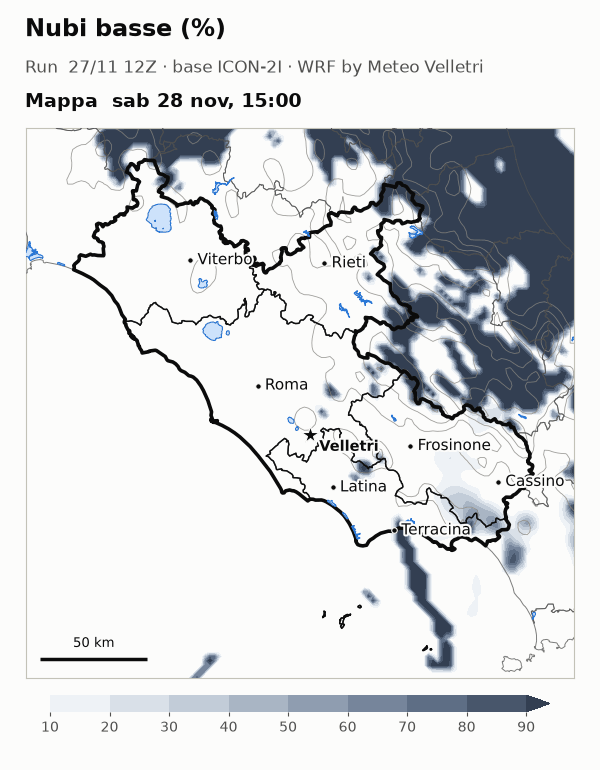 Nubi basse (%)
Run 27/11 12Z · base ICON-2I · WRF by Meteo Velletri
Mappa sab 28 nov, 15:00
Viterbo
Rieti
Roma
Velletri
Frosinone
Latina
Cassino
Terracina
50 km
10 20 30 40 50 60 70 80 90